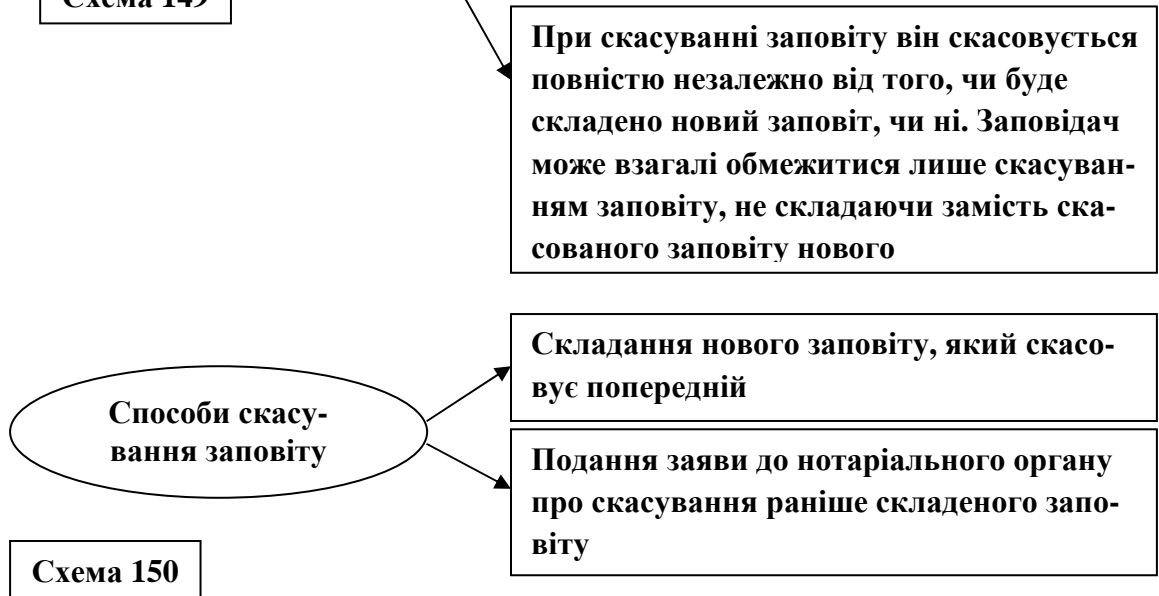 Схема 149
При скасуванні заповіту він скасовується
повністю незалежно від того, чи буде
складено новий заповіт, чи ні. Заповідач
може взагалі обмежитися лише скасуван-
ням заповіту, не складаючи замість ска-
сованого заповіту нового
Складання нового заповіту, який скасо-
вує попередній
Способи скасу-
вання заповіту
Подання заяви до нотаріального органу
про скасування раніше складеного запо-
віту
Схема 150